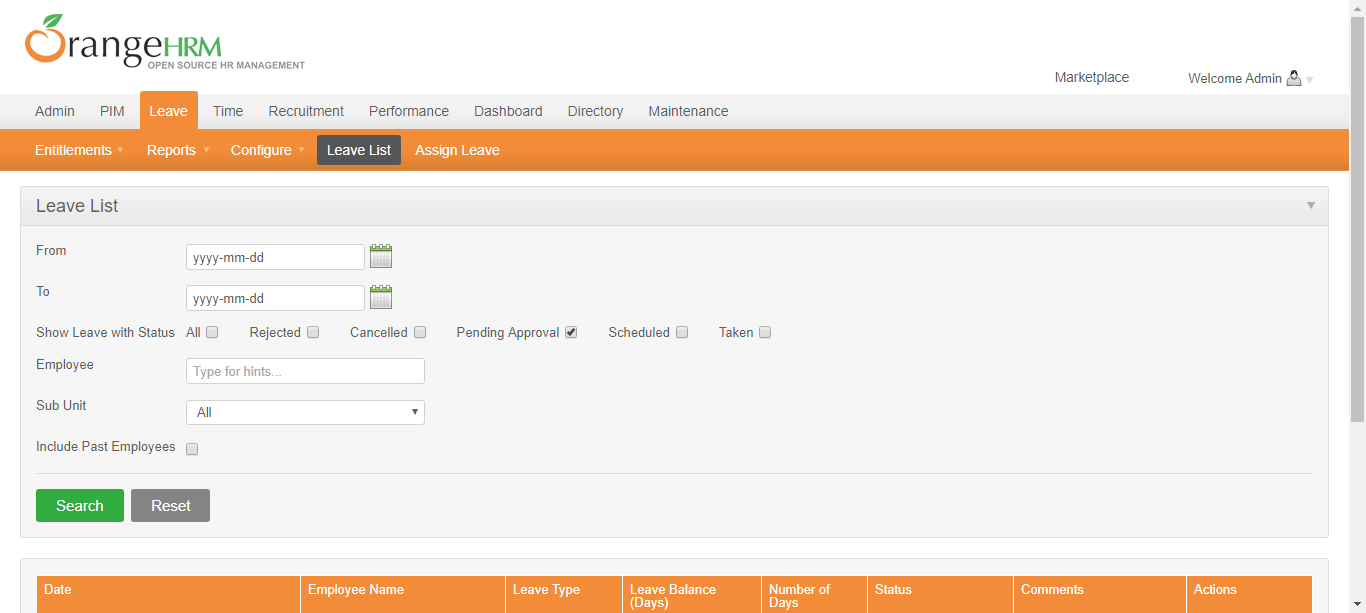 OrangeHRM
OPEN SOURCE HR MANAGEMENT
Marketplace Welcome Admin
Admin PIM Leave Time Recruitment Performance Dashboard Directory Maintenance
Entitlements Reports Configure Leave List Assign Leave
Leave List
From yyyy-mm-dd
To yyyy-mm-dd
Show Leave with Status All Rejected Cancelled Pending Approval Scheduled Taken
Employee Type for hints...
Sub Unit All
Include Past Employees
Search Reset
Date Employee Name Leave Type Leave Balance Number of Status Comments Actions
(Days) Days